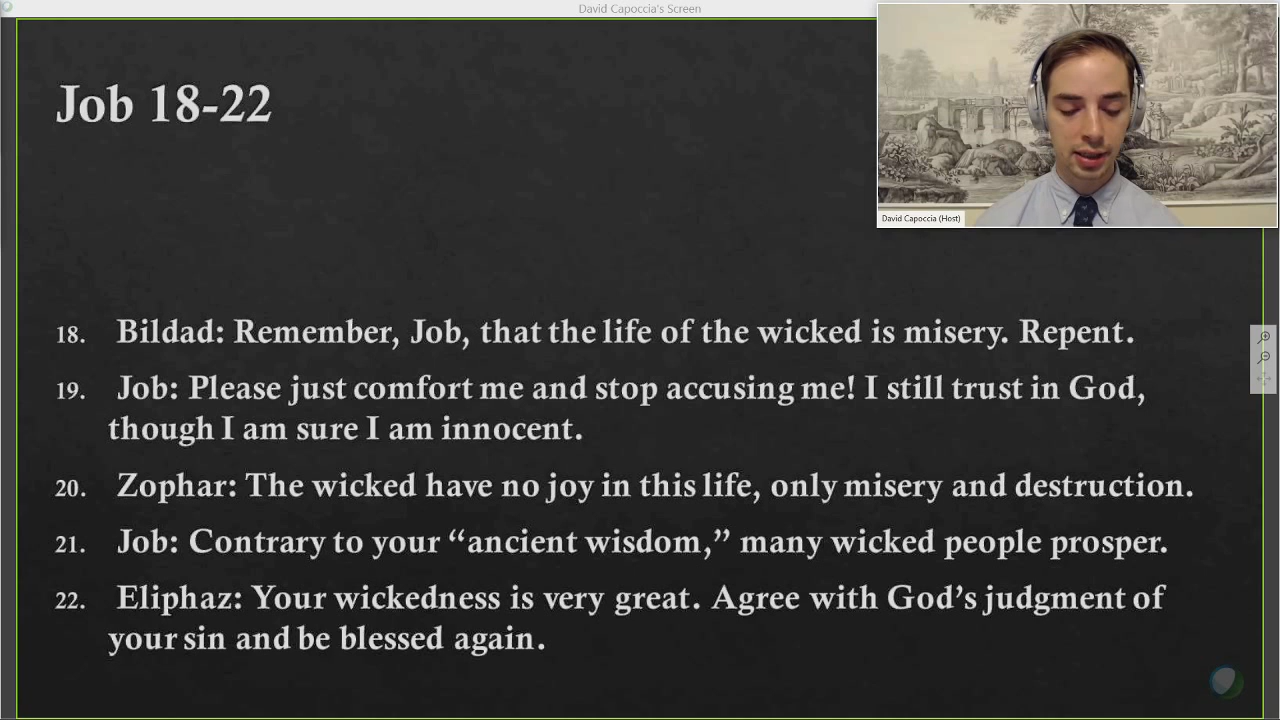 David Capoccia's Screen
Job 18-22
David Capoccia (Host)
18. Bildad: Remember, Job, that the life of the wicked is misery. Repent.
19. Job: Please just comfort me and stop accusing me! I still trust in God,
though I am sure I am innocent.
20. Zophar: The wicked have no joy in this life, only misery and destruction.
21. Job: Contrary to your “ancient wisdom,” many wicked people prosper.
22. Eliphaz: Your wickedness is very great. Agree with God’s judgment of
your sin and be blessed again.